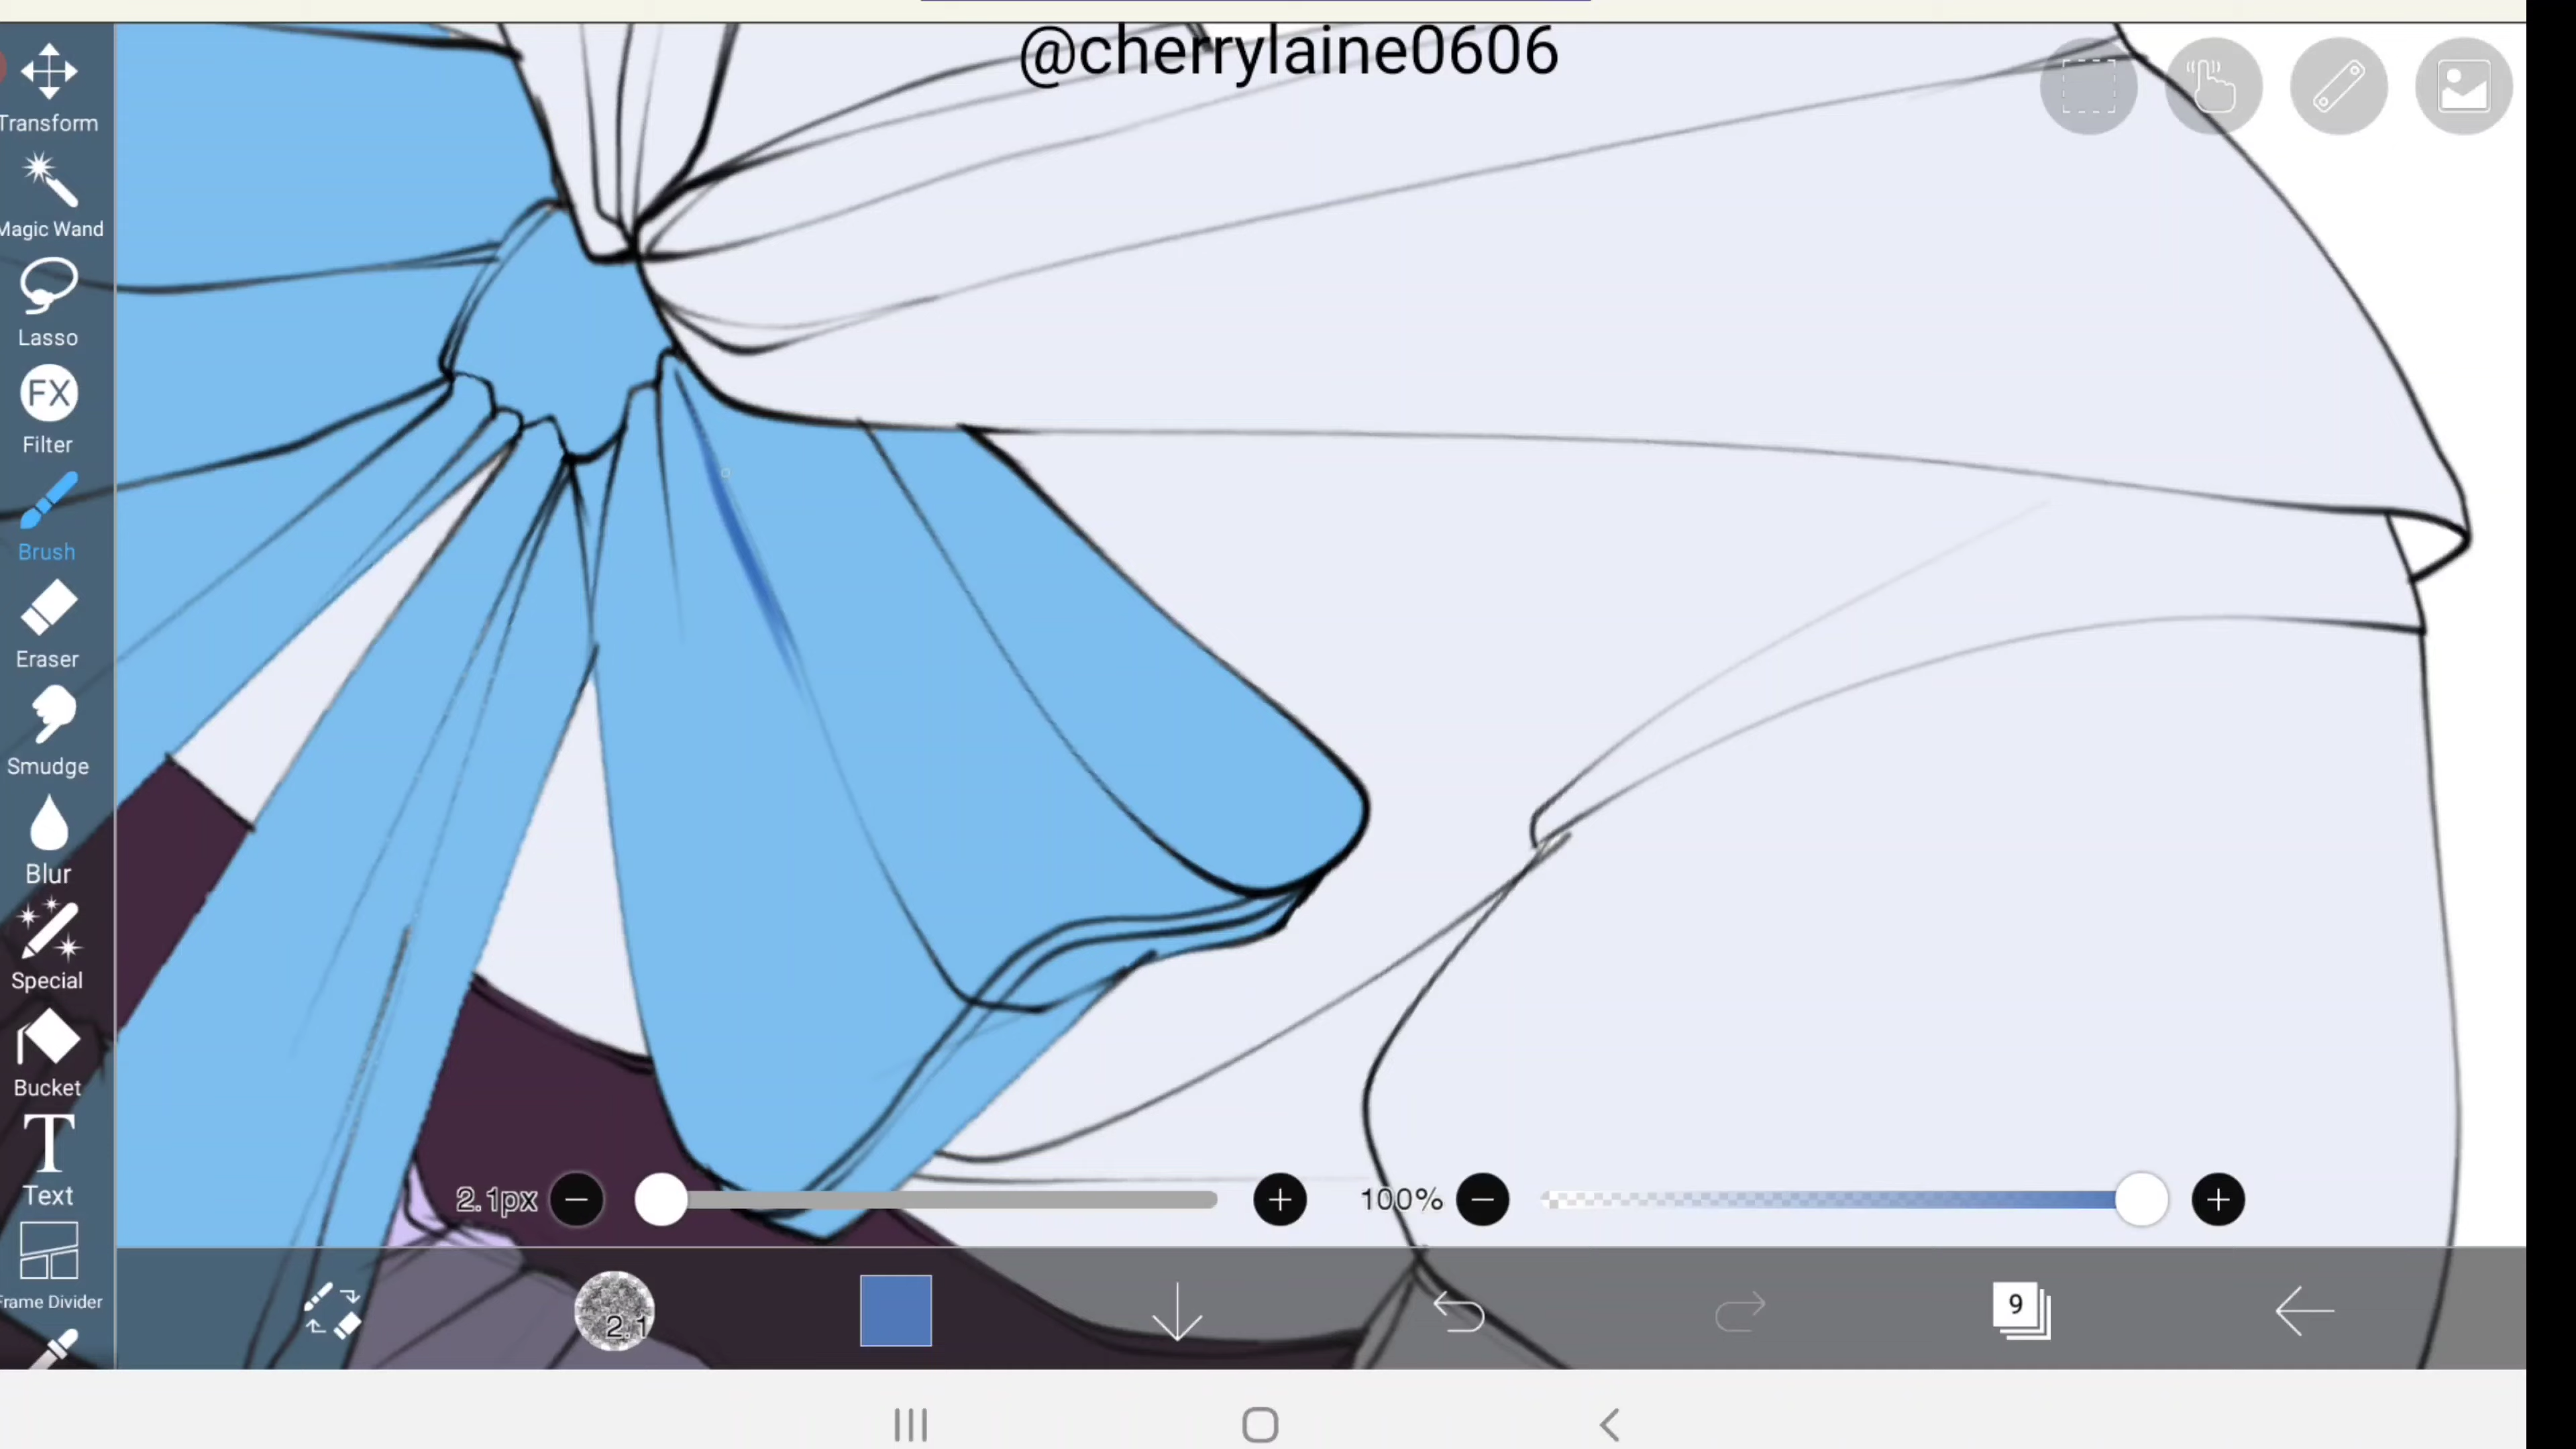 @cherrylaine0606
Transform
Magic Wand
Lasso
FX
Filter
Brush
Eraser
Smudge
Blur
Special
Bucket
T
Text
Frame Divider
2.1px
100%
2.1
9